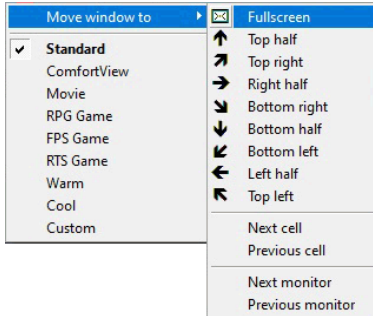 Move window to
Standard
ComfortView
Movie
RPG Game
FPS Game
RTS Game
Warm
Cool
Custom
Fullscreen
Top half
Top right
Right half
Bottom right
Bottom half
Bottom left
Left half
Top left
Next cell
Previous cell
Next monitor
Previous monitor